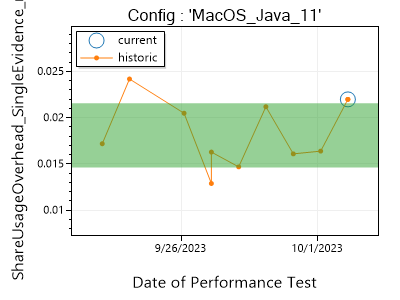 Config : 'MacOS_Java_11'
current
historic
0.025
0.02
0.015
0.01
ShareUsageOverhead_SingleEvidence_
9/26/2023
10/1/2023
Date of Performance Test